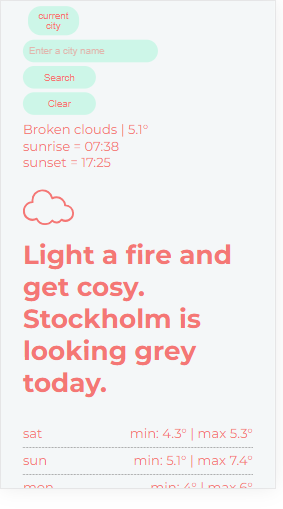 current
city
Enter a city name
Search
Clear
Broken clouds | 5.1°
sunrise = 07:38
sunset = 17:25
Light a fire and
get cosy.
Stockholm is
looking grey
today.
sat min: 4.3° | max 5.3°
sun min: 5.1° | max 7.4°
mon min: 4° | max 6°